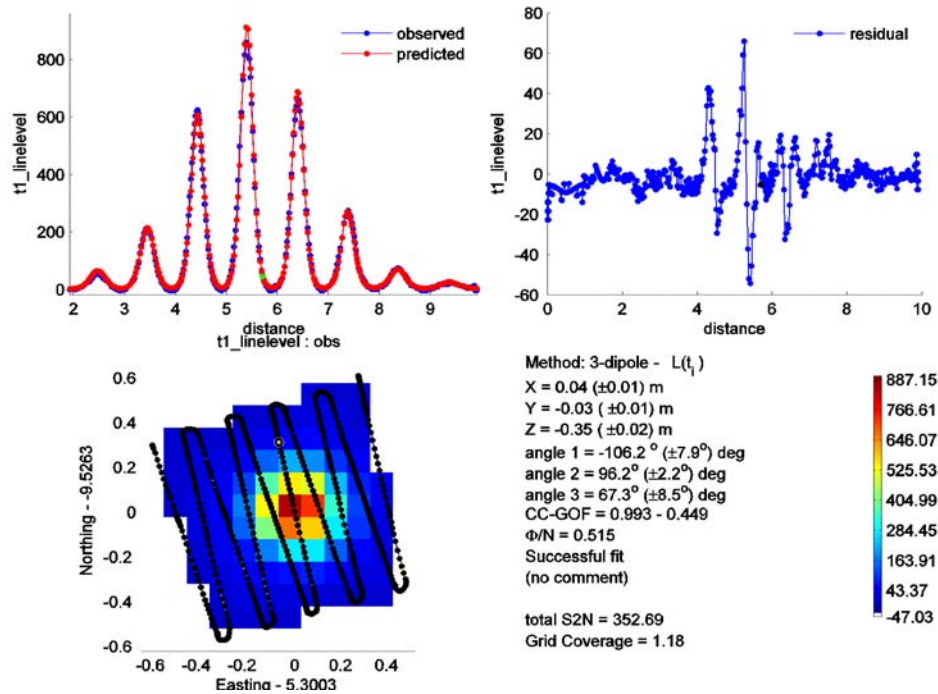 observed
predicted
t1_linelevel
800
600
400
200
0
2 3 4 5 6 7 8 9
distance
residual
t1_linelevel
80
60
40
20
0
-20
-40
-60
0 2 4 6 8 10
distance
t1_linelevel : obs
Northing - -9.5263
0.6
0.4
0.2
0
-0.2
-0.4
-0.6
-0.6 -0.4 -0.2 0 0.2 0.4
Easting - 5.3003
Method: 3-dipole - L(t_i)
X = 0.04 (±0.01) m
Y = -0.03 ( ±0.01) m
Z = -0.35 (±0.02) m
angle 1 = -106.2 ° (±7.9°) deg
angle 2 = 96.2° (±2.2°) deg
angle 3 = 67.3° (±8.5°) deg
CC-GOF = 0.993 - 0.449
Φ/N = 0.515
Successful fit
(no comment)
total S2N = 352.69
Grid Coverage = 1.18
887.15
766.61
646.07
525.53
404.99
284.45
163.91
43.37
-47.03